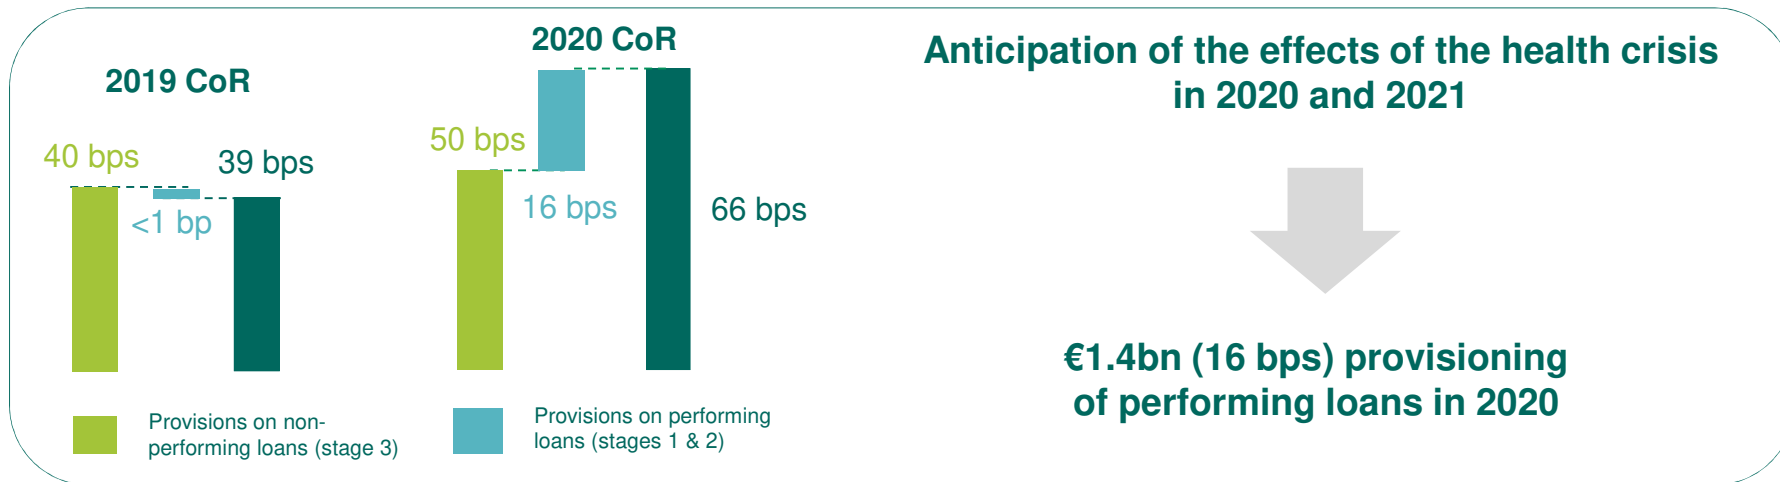 2019 CoR
40 bps
<1 bp
39 bps
2020 CoR
50 bps
16 bps
66 bps
Provisions on non-
performing loans (stage 3)
Provisions on performing
loans (stages 1 & 2)
Anticipation of the effects of the health crisis
in 2020 and 2021
€1.4bn (16 bps) provisioning
of performing loans in 2020